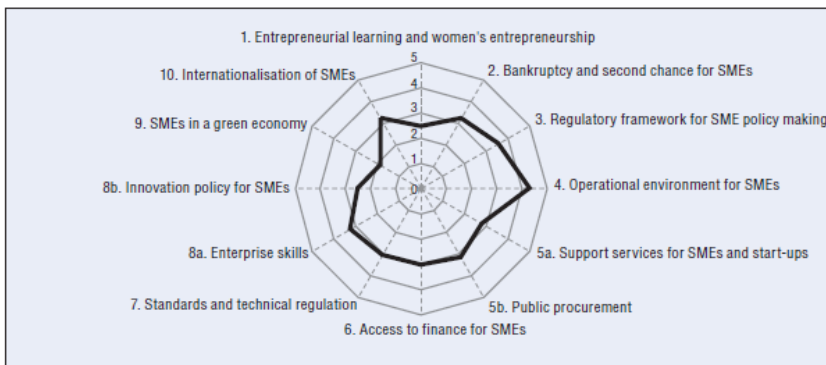 1. Entrepreneurial learning and women's entrepreneurship
5
10. Internationalisation of SMEs
2. Bankruptcy and second chance for SMEs
4
9. SMEs in a green economy
3
3. Regulatory framework for SME policy making
2
1
8b. Innovation policy for SMEs
0
4. Operational environment for SMEs
8a. Enterprise skills
5a. Support services for SMEs and start-ups
7. Standards and technical regulation
5b. Public procurement
6. Access to finance for SMEs